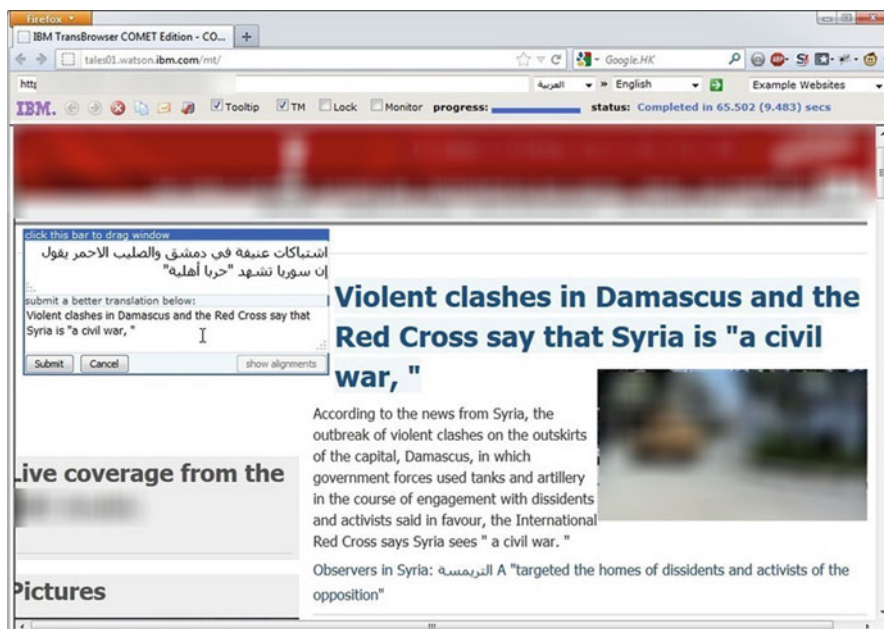 Firefox
IBM TransBrowser COMET Edition - CO...
tales01.watson.ibm.com/mt/
Google.HK
http
العربية » English Example Websites
IBM. Tooltip TM Lock Monitor progress: status: Completed in 65.502 (9.483) secs
click this bar to drag window
اشتباكات عنيفة في دمشق والصليب الاحمر يقول
إن سوريا تشهد "حربا أهلية"
submit a better translation below:
Violent clashes in Damascus and the Red Cross say that
Syria is "a civil war, "
Submit Cancel show alignments
Violent clashes in Damascus and the
Red Cross say that Syria is "a civil
war, "
According to the news from Syria, the
outbreak of violent clashes on the outskirts
of the capital, Damascus, in which
government forces used tanks and artillery
in the course of engagement with dissidents
and activists said in favour, the International
Red Cross says Syria sees " a civil war. "
Observers in Syria: التريمسة A "targeted the homes of dissidents and activists of the
opposition"
Live coverage from the
Pictures